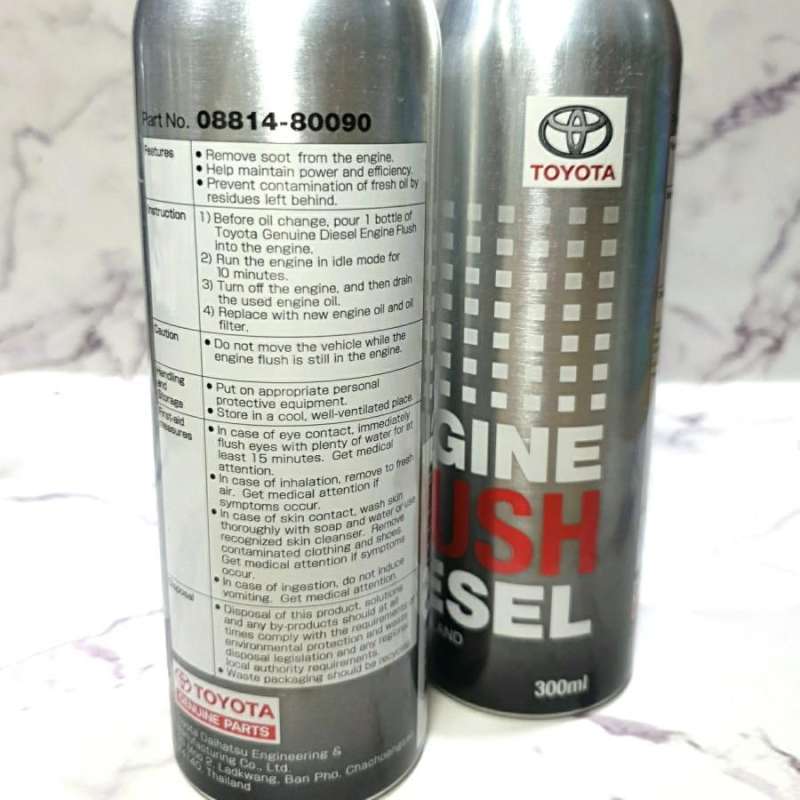 Part No. 08814-80090
Features
• Remove soot from the engine.
• Help maintain power and efficiency.
• Prevent contamination of fresh oil by
residues left behind.
Instruction
1) Before oil change, pour 1 bottle of
Toyota Genuine Diesel Engine Flush
into the engine.
2) Run the engine in idle mode for
10 minutes.
3) Turn off the engine, and then drain
the used engine oil.
4) Replace with new engine oil and oil
filter.
Caution
• Do not move the vehicle while the
engine flush is still in the engine.
Handling
and
Storage
• Put on appropriate personal
protective equipment.
• Store in a cool, well-ventilated place.
First-aid
measures
• In case of eye contact, immediately
flush eyes with plenty of water for at
least 15 minutes. Get medical
attention.
• In case of inhalation, remove to fresh
air. Get medical attention if
symptoms occur.
• In case of skin contact, wash skin
thoroughly with soap and water or use
recognized skin cleanser. Remove
contaminated clothing and shoes.
Get medical attention if symptoms
occur.
• In case of ingestion, do not induce
vomiting. Get medical attention.
Disposal
• Disposal of this product, solutions
and any by-products should at all
times comply with the requirements of
environmental protection and waste
disposal legislation and any regional
local authority requirements.
• Waste packaging should be recycled.
TOYOTA
GENUINE PARTS
Toyota Daihatsu Engineering &
Manufacturing Co., Ltd.
Moo 2, Ladkwang, Ban Pho,
Thailand
TOYOTA
GINE
USH
ESEL
LAND
300ml